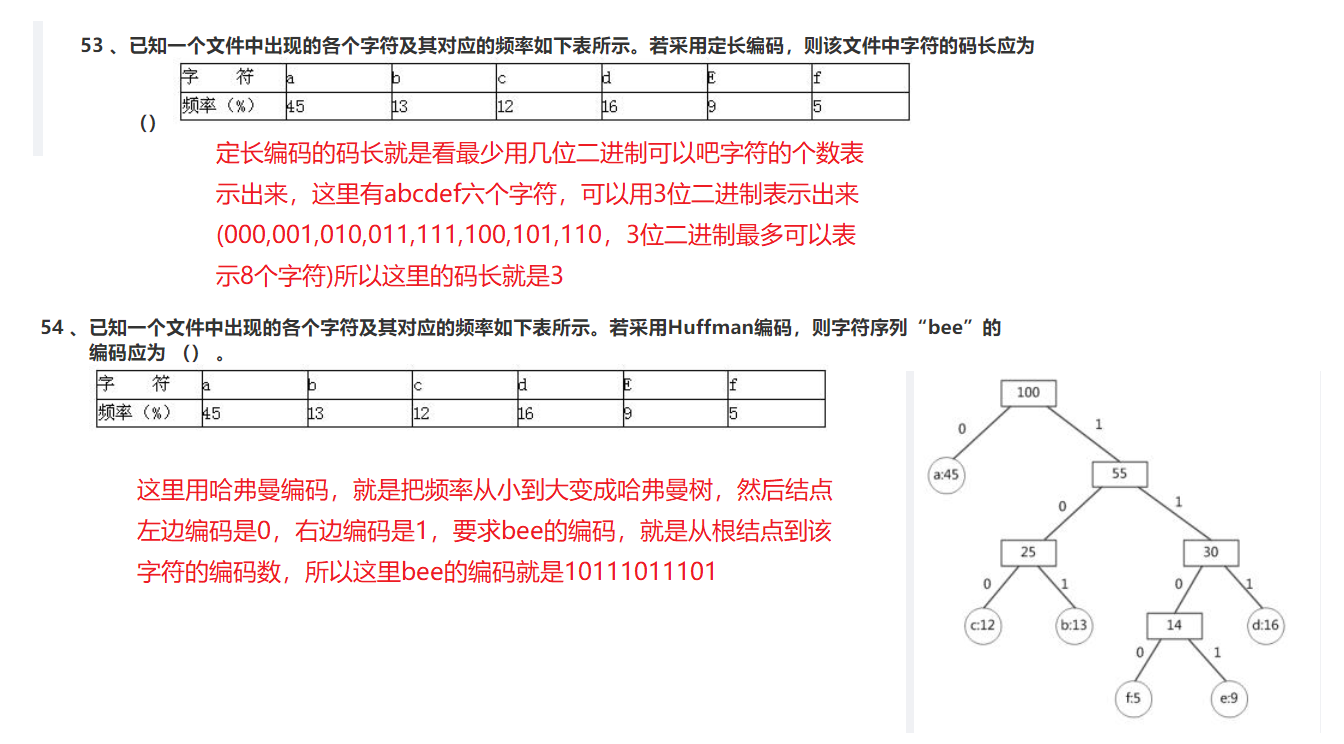 53 、已知一个文件中出现的各个字符及其对应的频率如下表所示。若采用定长编码，则该文件中字符的码长应为
字 符 a b c d E f
频率（%） 45 13 12 16 9 5
()
定长编码的码长就是看最少用几位二进制可以吧字符的个数表
示出来，这里有abcdef六个字符，可以用3位二进制表示出来
(000,001,010,011,111,100,101,110，3位二进制最多可以表
示8个字符)所以这里的码长就是3
54 、已知一个文件中出现的各个字符及其对应的频率如下表所示。若采用Huffman编码，则字符序列“bee”的
编码应为 （） 。
字 符 a b c d E f
频率（%） 45 13 12 16 9 5
这里用哈弗曼编码，就是把频率从小到大变成哈弗曼树，然后结点
左边编码是0，右边编码是1，要求bee的编码，就是从根结点到该
字符的编码数，所以这里bee的编码就是10111011101
100
0 1
a:45 55
0 1
25 30
0 1 0 1
c:12 b:13 14 d:16
0 1
f:5 e:9